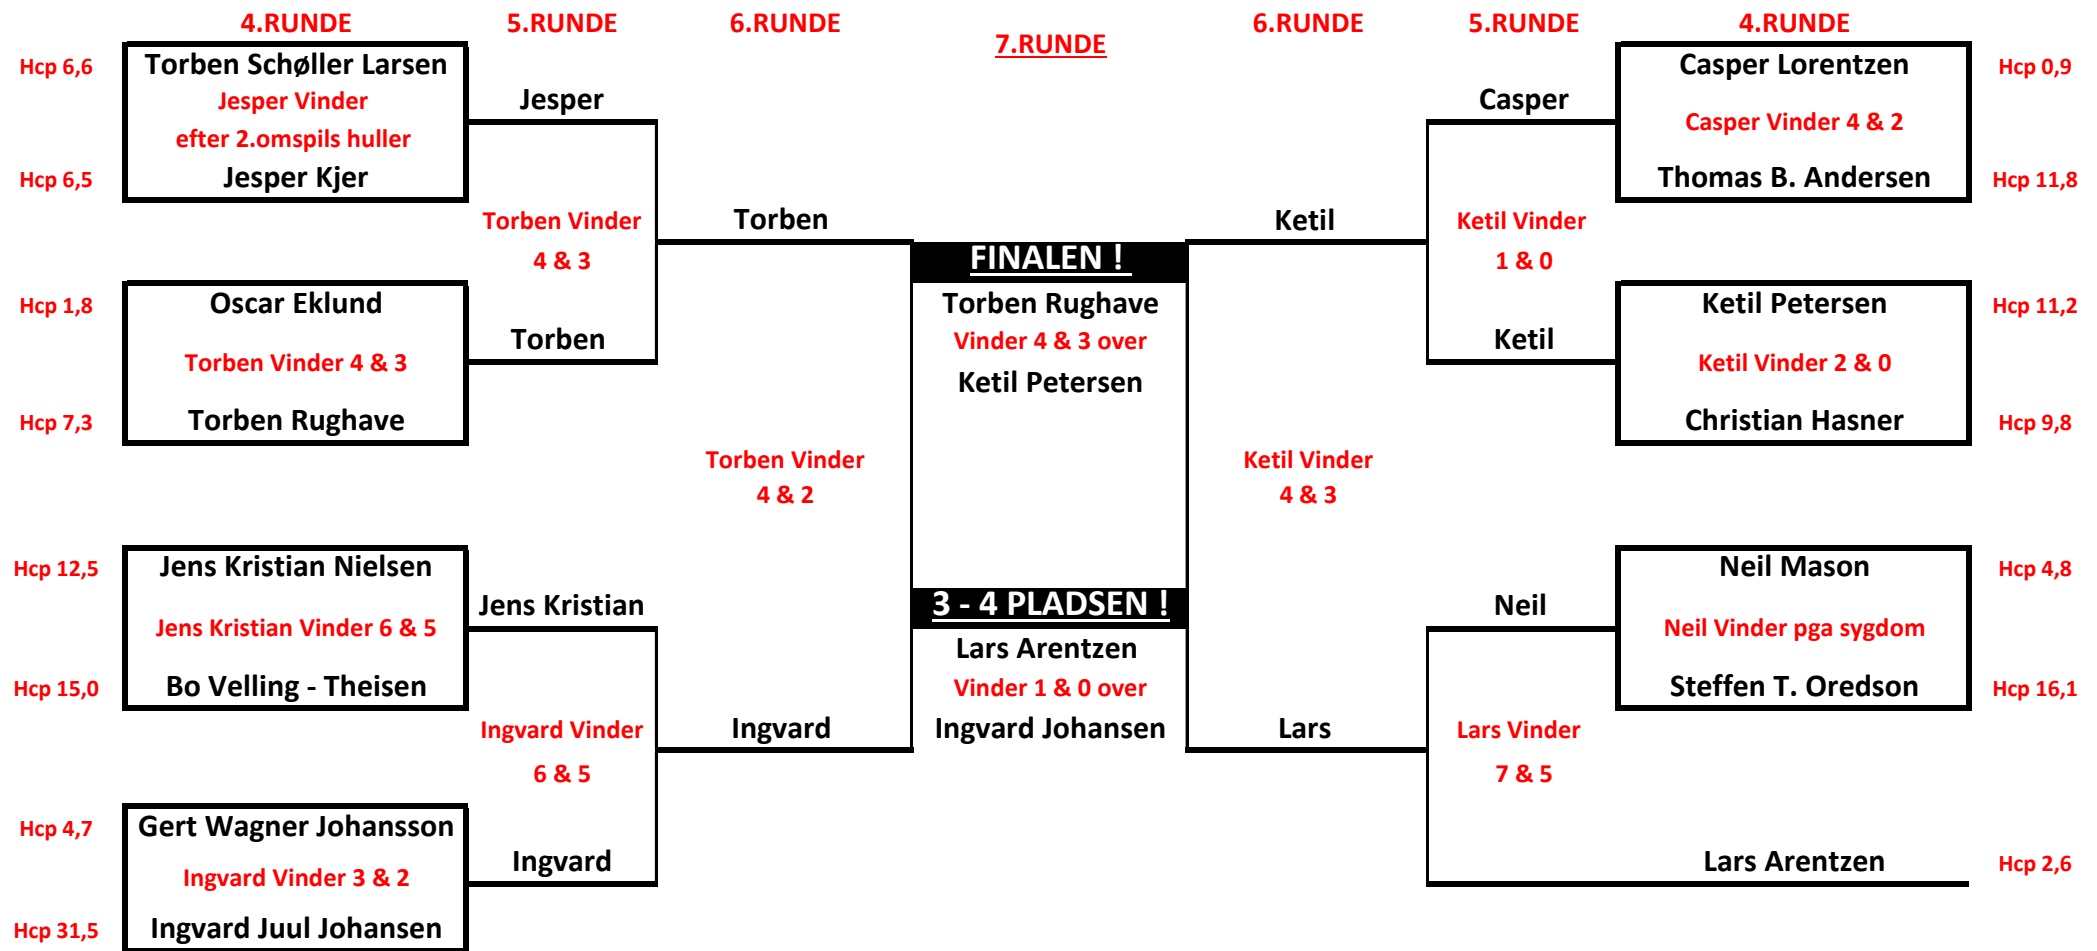 4.RUNDE 5.RUNDE 6.RUNDE 7.RUNDE 6.RUNDE 5.RUNDE 4.RUNDE
Hcp 6,6 Torben Schøller Larsen Casper Lorentzen Hcp 0,9
Jesper Vinder Jesper Casper
efter 2.omspils huller Casper Vinder 4 & 2
Hcp 6,5 Jesper Kjer Thomas B. Andersen Hcp 11,8
Torben Vinder Torben Ketil Ketil Vinder
4 & 3 FINALEN ! 1 & 0
Hcp 1,8 Oscar Eklund Torben Rughave Ketil Petersen Hcp 11,2
Torben Vinder 4 & 3 Torben Vinder 4 & 3 over Ketil Ketil Vinder 2 & 0
Ketil Petersen
Hcp 7,3 Torben Rughave Christian Hasner Hcp 9,8
Torben Vinder Ketil Vinder
4 & 2 4 & 3
Hcp 12,5 Jens Kristian Nielsen Neil Mason Hcp 4,8
Jens Kristian 3 - 4 PLADSEN ! Neil
Jens Kristian Vinder 6 & 5 Lars Arentzen Neil Vinder pga sygdom
Hcp 15,0 Bo Velling - Theisen Vinder 1 & 0 over Steffen T. Oredson Hcp 16,1
Ingvard Vinder Ingvard Ingvard Johansen Lars Lars Vinder
6 & 5 7 & 5
Hcp 4,7 Gert Wagner Johansson
Ingvard Vinder 3 & 2 Ingvard Lars Arentzen Hcp 2,6
Hcp 31,5 Ingvard Juul Johansen